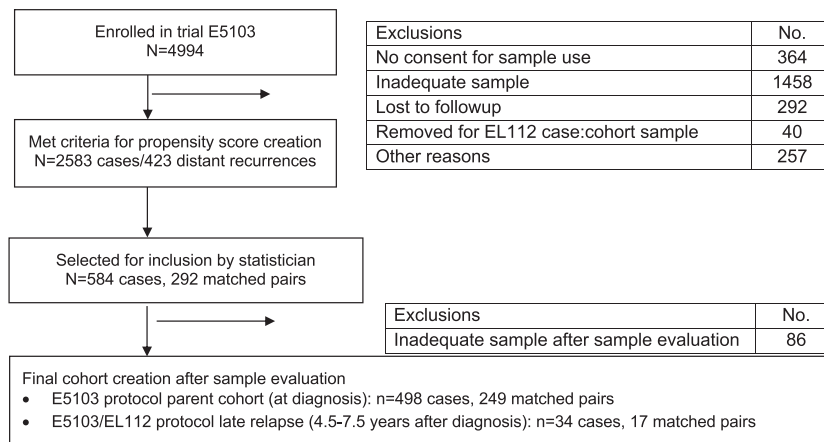 Enrolled in trial E5103
N=4994
Exclusions No.
No consent for sample use 364
Inadequate sample 1458
Lost to followup 292
Removed for EL112 case:cohort sample 40
Other reasons 257
Met criteria for propensity score creation
N=2583 cases/423 distant recurrences
Selected for inclusion by statistician
N=584 cases, 292 matched pairs
Exclusions No.
Inadequate sample after sample evaluation 86
Final cohort creation after sample evaluation
• E5103 protocol parent cohort (at diagnosis): n=498 cases, 249 matched pairs
• E5103/EL112 protocol late relapse (4.5-7.5 years after diagnosis): n=34 cases, 17 matched pairs